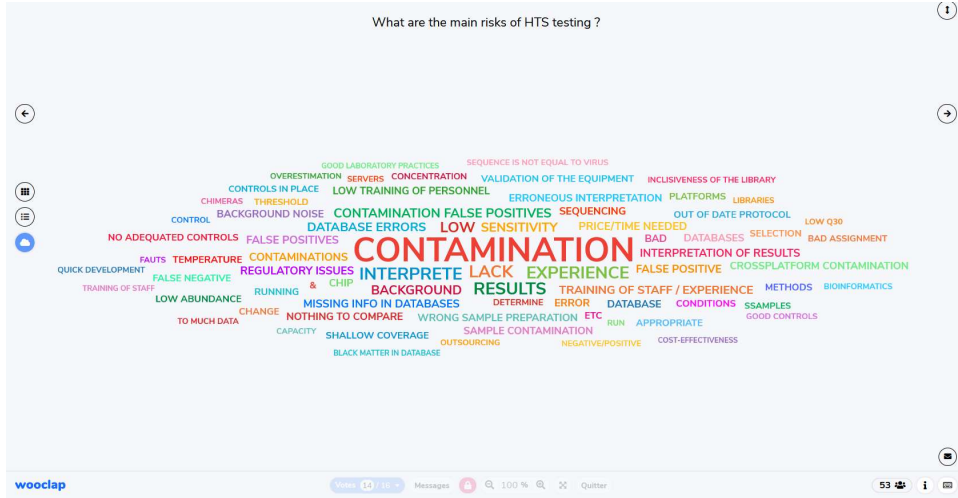 What are the main risks of HTS testing ?
GOOD LABORATORY PRACTICES SEQUENCE IS NOT EQUAL TO VIRUS
OVERESTIMATION SERVERS CONCENTRATION VALIDATION OF THE EQUIPMENT INCLISIVENESS OF THE LIBRARY
CONTROLS IN PLACE LOW TRAINING OF PERSONNEL ERRONEOUS INTERPRETATION PLATFORMS LIBRARIES
CHIMERAS THRESHOLD
CONTROL BACKGROUND NOISE CONTAMINATION FALSE POSITIVES SEQUENCING OUT OF DATE PROTOCOL LOW Q30
DATABASE ERRORS LOW SENSITIVITY PRICE/TIME NEEDED
NO ADEQUATED CONTROLS FALSE POSITIVES BAD DATABASES SELECTION BAD ASSIGNMENT
CONTAMINATION
FAUTS TEMPERATURE CONTAMINATIONS INTERPRETATION OF RESULTS
QUICK DEVELOPMENT FALSE NEGATIVE REGULATORY ISSUES INTERPRETE LACK EXPERIENCE FALSE POSITIVE CROSSPLATFORM CONTAMINATION
TRAINING OF STAFF RUNNING & CHIP BACKGROUND RESULTS TRAINING OF STAFF / EXPERIENCE METHODS BIOINFORMATICS
LOW ABUNDANCE MISSING INFO IN DATABASES DETERMINE ERROR DATABASE CONDITIONS SSAMPLES
CHANGE NOTHING TO COMPARE WRONG SAMPLE PREPARATION ETC RUN APPROPRIATE GOOD CONTROLS
TO MUCH DATA
CAPACITY SHALLOW COVERAGE SAMPLE CONTAMINATION
OUTSOURCING NEGATIVE/POSITIVE COST-EFFECTIVENESS
BLACK MATTER IN DATABASE
wooclap Votes 14 / 16 Messages 100 % Quitter 53 i